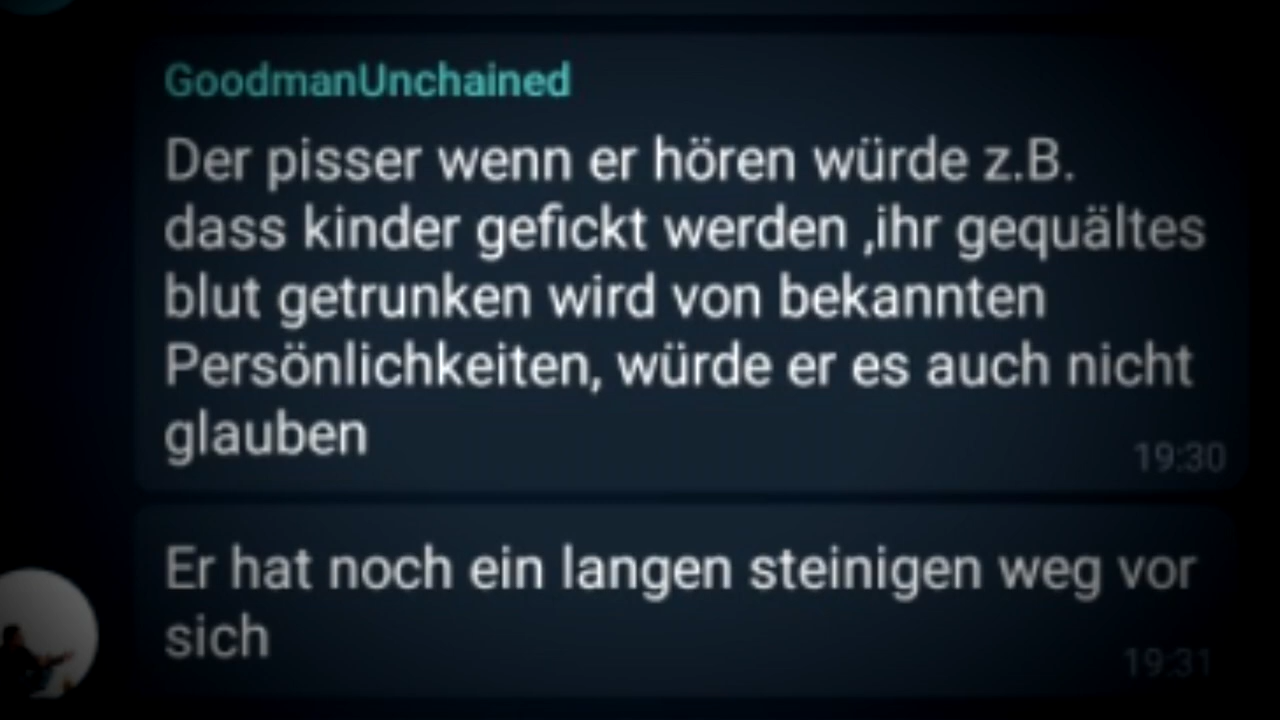 GoodmanUnchained
Der pisser wenn er hören würde z.B.
dass kinder gefickt werden ,ihr gequältes
blut getrunken wird von bekannten
Persönlichkeiten, würde er es auch nicht
glauben
19:30
Er hat noch ein langen steinigen weg vor
sich
19:31